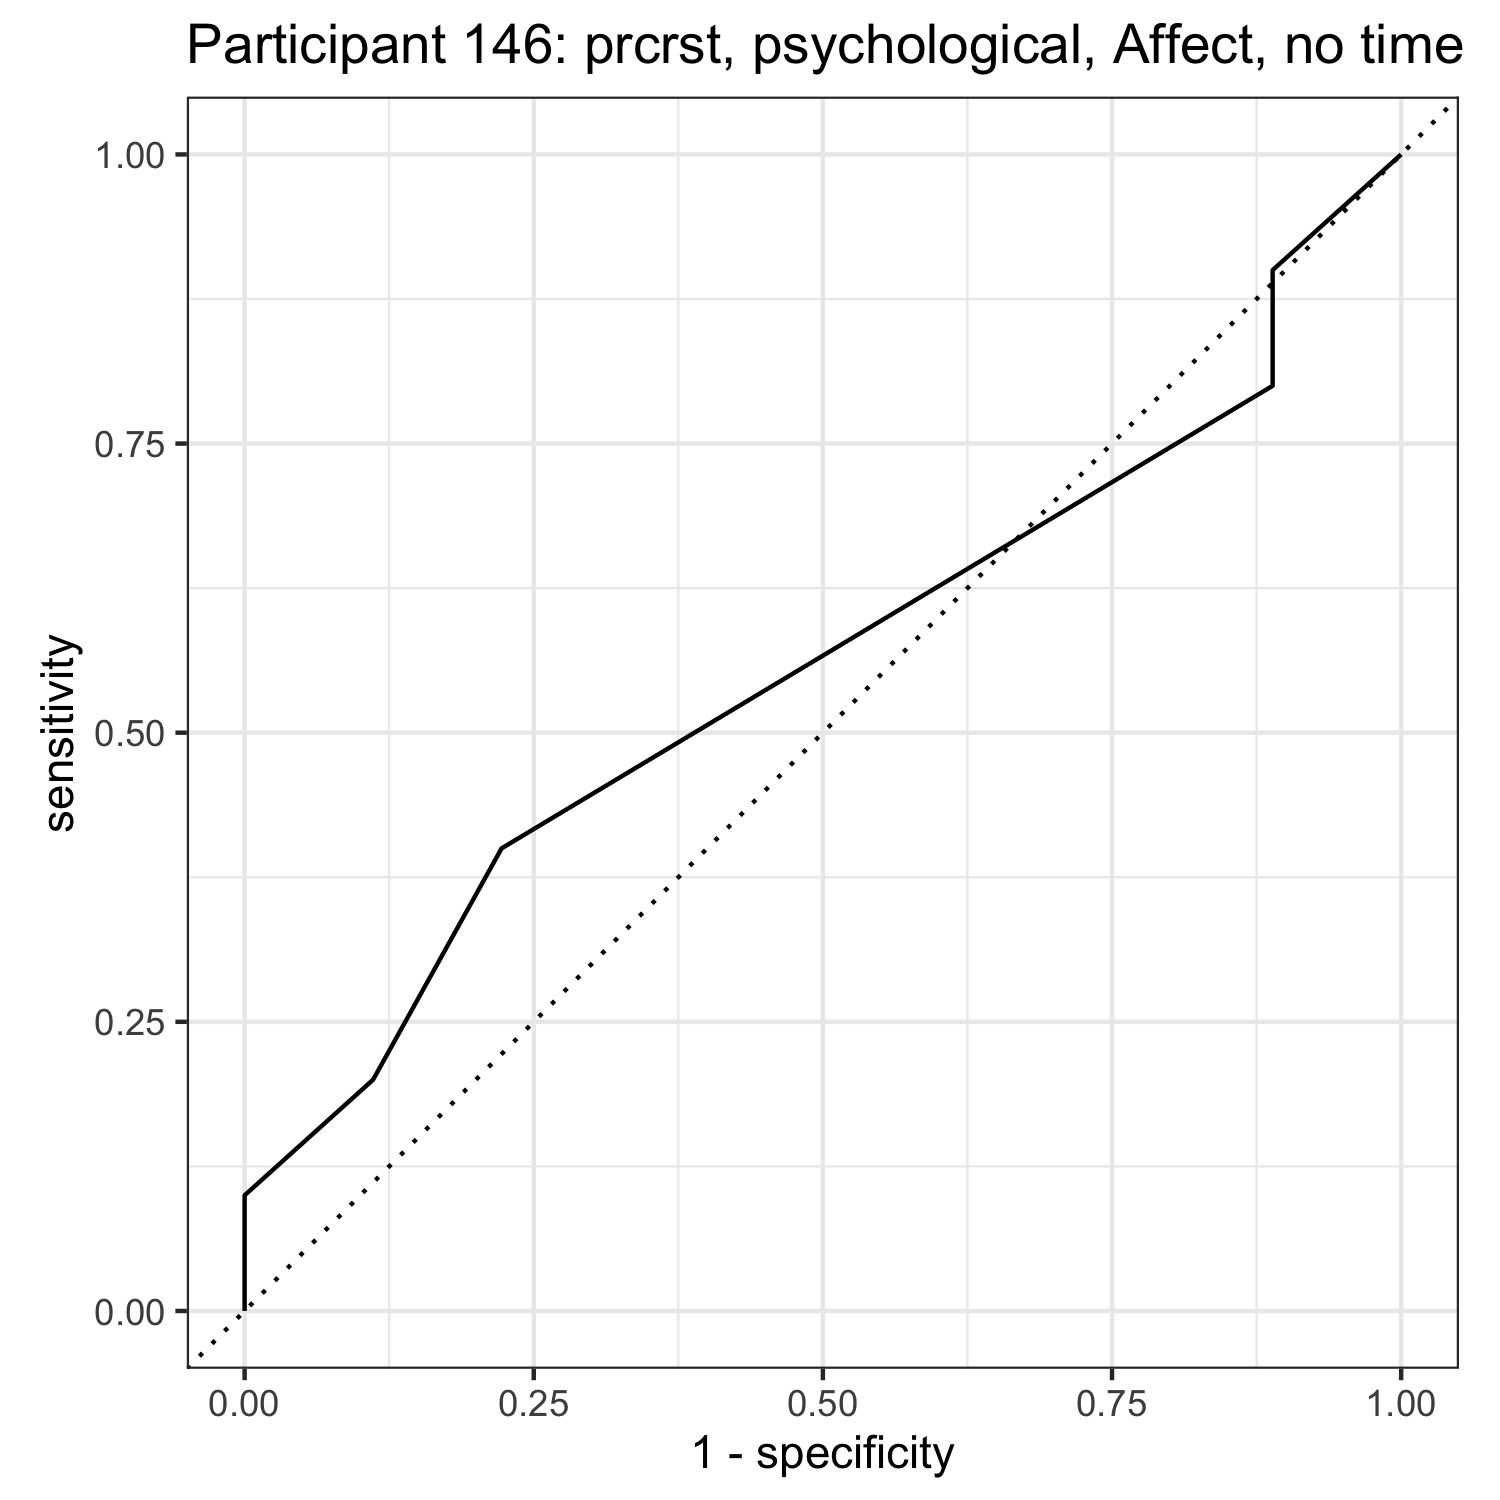 Participant 146: prcrst, psychological, Affect, no time
1.00
0.75
0.50
0.25
0.00
sensitivity
0.00 0.25 0.50 0.75 1.00
1 - specificity